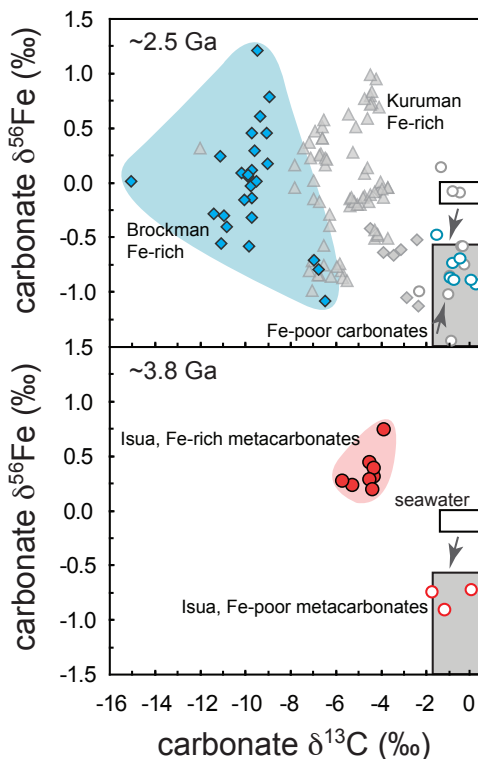 ~2.5 Ga
carbonate δ⁵⁶Fe (‰)
1.5
1.0
0.5
0.0
-0.5
-1.0
1.5
Kuruman
Fe-rich
Brockman
Fe-rich
Fe-poor carbonates
~3.8 Ga
carbonate δ⁵⁶Fe (‰)
1.0
0.5
0.0
-0.5
-1.0
-1.5
Isua, Fe-rich metacarbonates
seawater
Isua, Fe-poor metacarbonates
-16 -14 -12 -10 -8 -6 -4 -2 0
carbonate δ¹³C (‰)